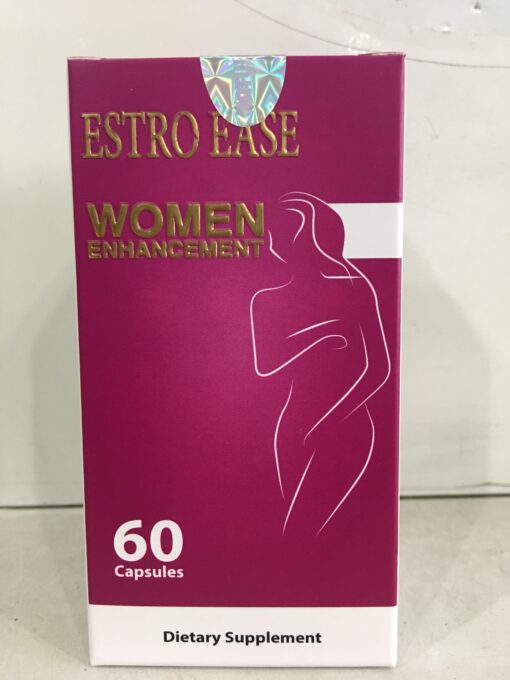 ESTRO EASE
WOMEN
ENHANCEMENT
60
Capsules
Dietary Supplement